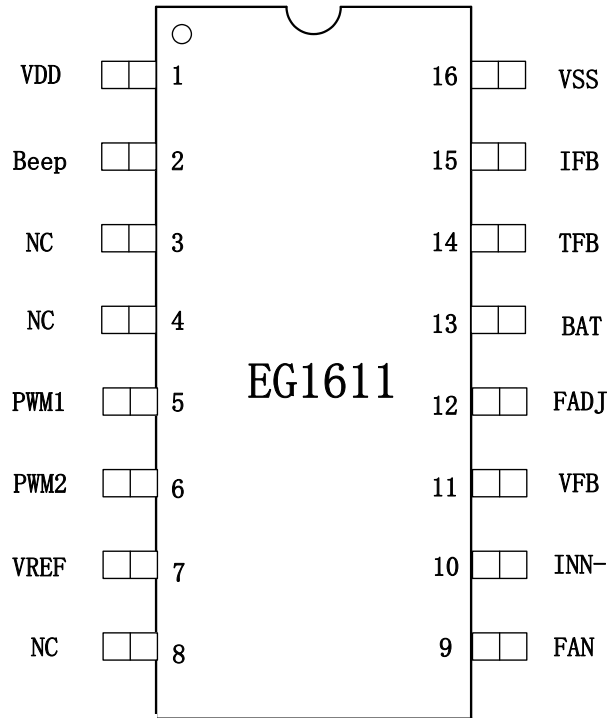 VDD 1 16 VSS
Beep 2 15 IFB
NC 3 14 TFB
NC 4 13 BAT
EG1611
PWM1 5 12 FADJ
PWM2 6 11 VFB
VREF 7 10 INN-
NC 8 9 FAN